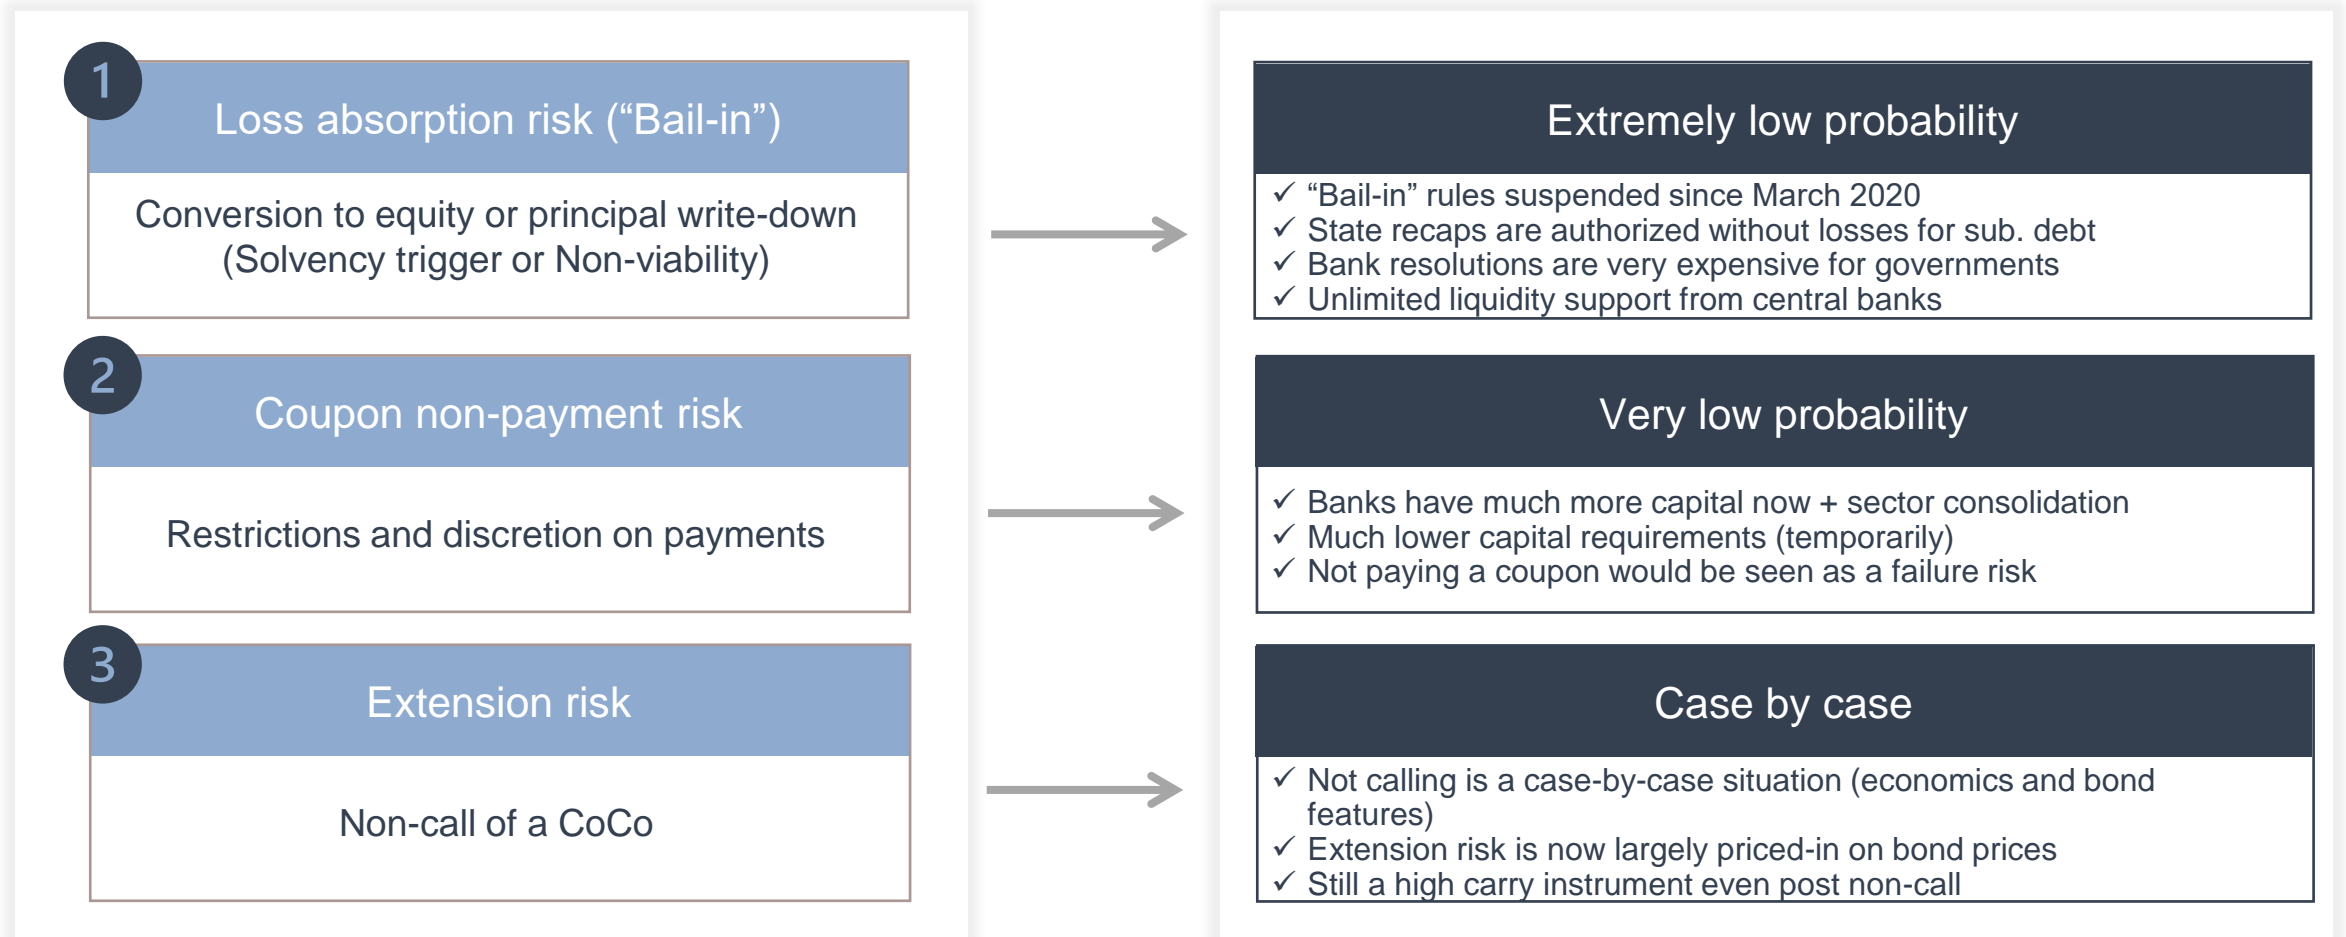 1
Loss absorption risk (“Bail-in”)
Conversion to equity or principal write-down
(Solvency trigger or Non-viability)
Extremely low probability
✓ “Bail-in” rules suspended since March 2020
✓ State recaps are authorized without losses for sub. debt
✓ Bank resolutions are very expensive for governments
✓ Unlimited liquidity support from central banks
2
Coupon non-payment risk
Restrictions and discretion on payments
Very low probability
✓ Banks have much more capital now + sector consolidation
✓ Much lower capital requirements (temporarily)
✓ Not paying a coupon would be seen as a failure risk
3
Extension risk
Non-call of a CoCo
Case by case
✓ Not calling is a case-by-case situation (economics and bond
features)
✓ Extension risk is now largely priced-in on bond prices
✓ Still a high carry instrument even post non-call